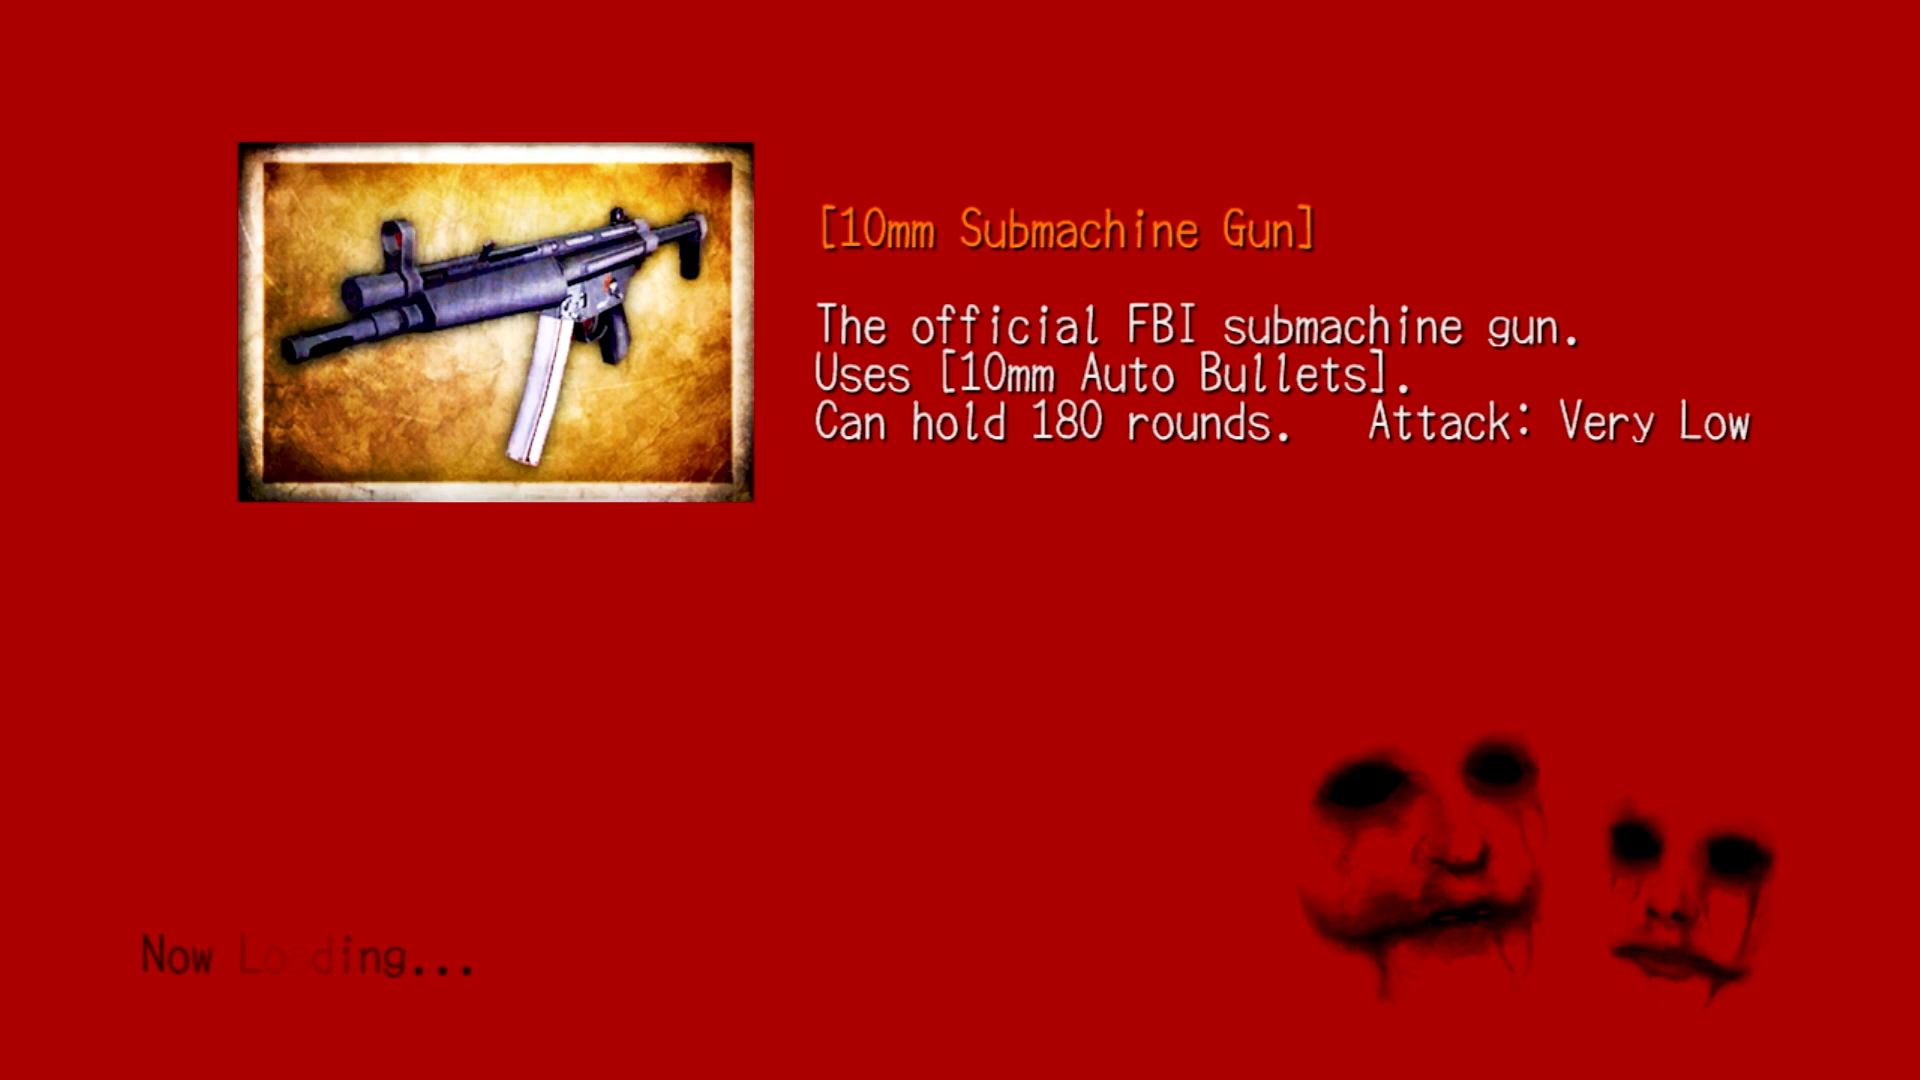 [10mm Submachine Gun]
The official FBI submachine gun.
Uses [10mm Auto Bullets].
Can hold 180 rounds.   Attack: Very Low
Now Loading...